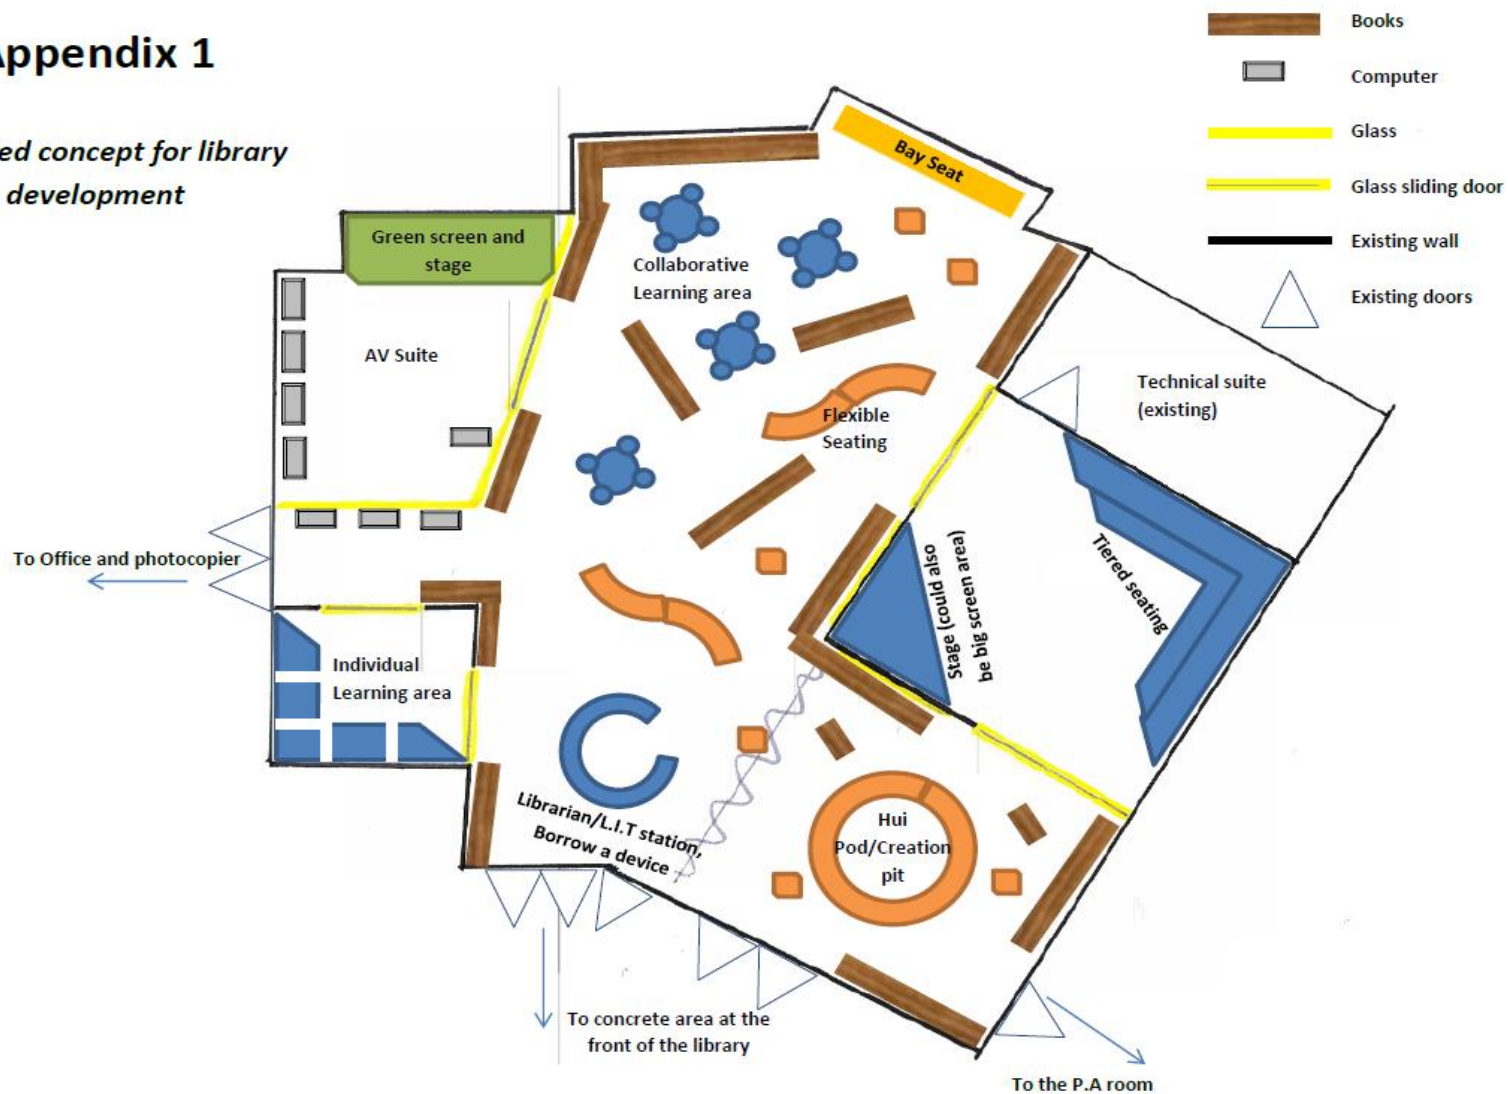 Appendix 1
ed concept for library
development
Books
Computer
Glass
Glass sliding door
Existing wall
Existing doors
Bay Seat
Green screen and
stage
Collaborative
Learning area
AV Suite
Technical suite
(existing)
Flexible
Seating
To Office and photocopier
Tiered seating
Stage (could also
be big screen area)
Individual
Learning area
Librarian/L.I.T station,
Borrow a device
Hui
Pod/Creation
pit
To concrete area at the
front of the library
To the P.A room